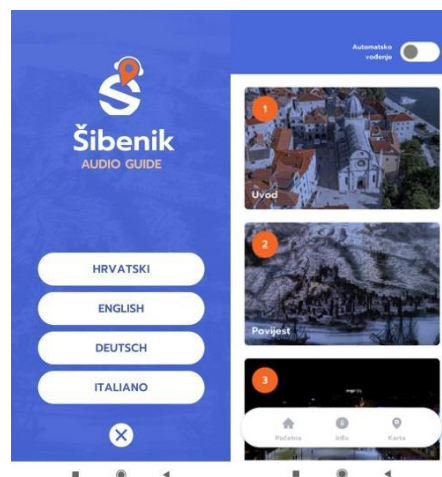 Šibenik
AUDIO GUIDE
HRVATSKI
ENGLISH
DEUTSCH
ITALIANO
Automatsko
vođenje
1
Uvod
2
Povijest
3
Početna
Info
Karta